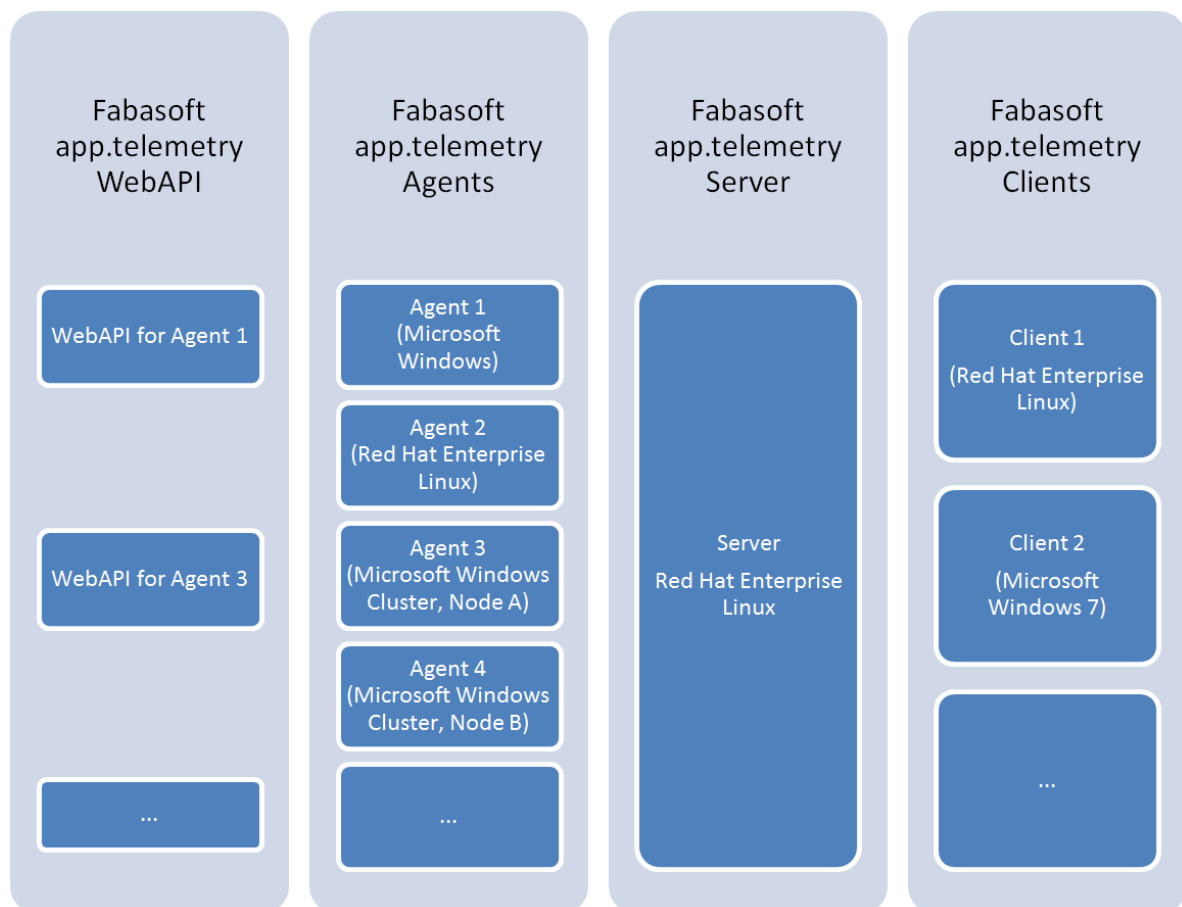 Fabasoft
app.telemetry
WebAPI
WebAPI for Agent 1
WebAPI for Agent 3
...
Fabasoft
app.telemetry
Agents
Agent 1
(Microsoft
Windows)
Agent 2
(Red Hat Enterprise
Linux)
Agent 3
(Microsoft Windows
Cluster, Node A)
Agent 4
(Microsoft Windows
Cluster, Node B)
...
Fabasoft
app.telemetry
Server
Server
Red Hat Enterprise
Linux
Fabasoft
app.telemetry
Clients
Client 1
(Red Hat Enterprise
Linux)
Client 2
(Microsoft
Windows 7)
...